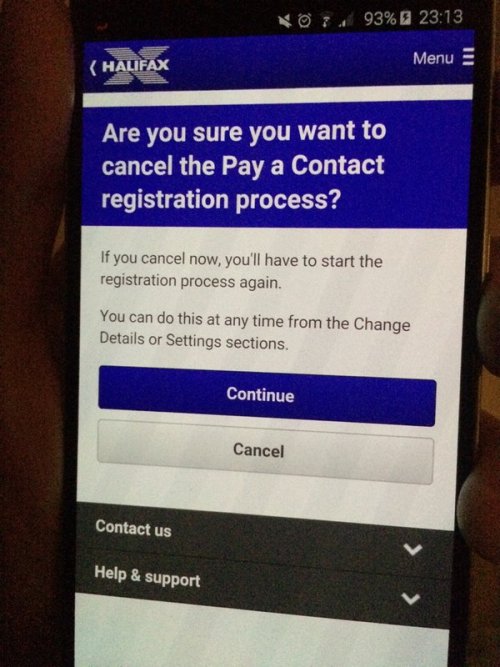 93% 23:13
HALIFAX
Menu
Are you sure you want to
cancel the Pay a Contact
registration process?
If you cancel now, you'll have to start the
registration process again.
You can do this at any time from the Change
Details or Settings sections.
Continue
Cancel
Contact us
Help & support